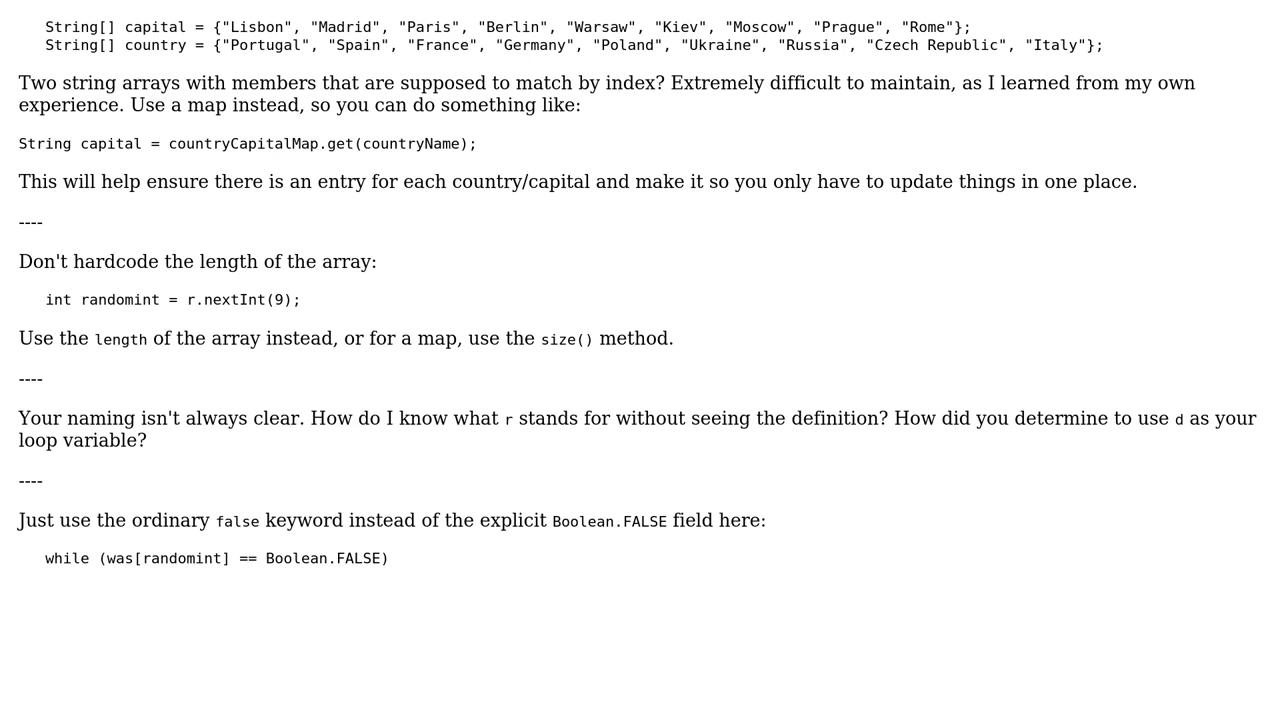 String[] capital = {"Lisbon", "Madrid", "Paris", "Berlin", "Warsaw", "Kiev", "Moscow", "Prague", "Rome"};
String[] country = {"Portugal", "Spain", "France", "Germany", "Poland", "Ukraine", "Russia", "Czech Republic", "Italy"};
Two string arrays with members that are supposed to match by index? Extremely difficult to maintain, as I learned from my own
experience. Use a map instead, so you can do something like:
String capital = countryCapitalMap.get(countryName);
This will help ensure there is an entry for each country/capital and make it so you only have to update things in one place.
----
Don't hardcode the length of the array:
int randomint = r.nextInt(9);
Use the length of the array instead, or for a map, use the size() method.
----
Your naming isn't always clear. How do I know what r stands for without seeing the definition? How did you determine to use d as your
loop variable?
----
Just use the ordinary false keyword instead of the explicit Boolean.FALSE field here:
while (was[randomint] == Boolean.FALSE)